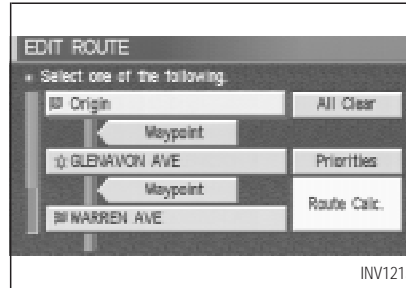 EDIT ROUTE
Select one of the following.
Origin
All Clear
Waypoint
GLENAVON AVE
Priorities
Waypoint
Route Calc.
WARREN AVE
INV121